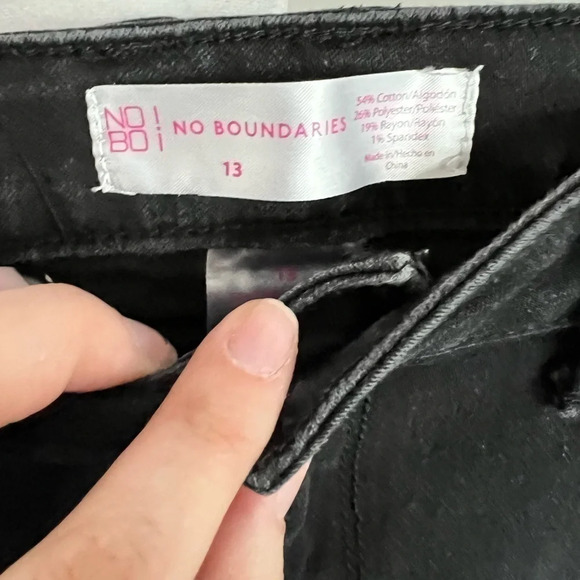 NO!
BO¡
NO BOUNDARIES
13
54% Cotton/Algodón
26% Polyester/Poliéster
19% Rayon/Rayón
1% Spandex
Made in/Hecho en
China
13